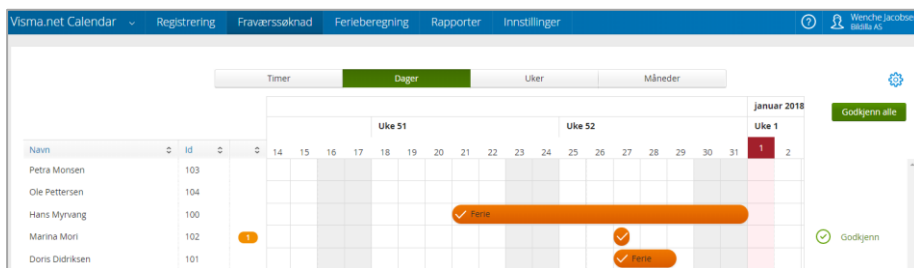 Visma.net Calendar Registrering Fraværssøknad Ferieberegning Rapporter Innstillinger Wenche Jacobse
Bildilla AS
Timer Dager Uker Måneder
januar 2018 Godkjenn alle
Uke 51 Uke 52 Uke 1
Navn Id 14 15 16 17 18 19 20 21 22 23 24 25 26 27 28 29 30 31 1 2
Petra Monsen 103
Ole Pettersen 104
Hans Myrvang 100 Ferie
Marina Mori 102 1 Godkjenn
Doris Didriksen 101 Ferie